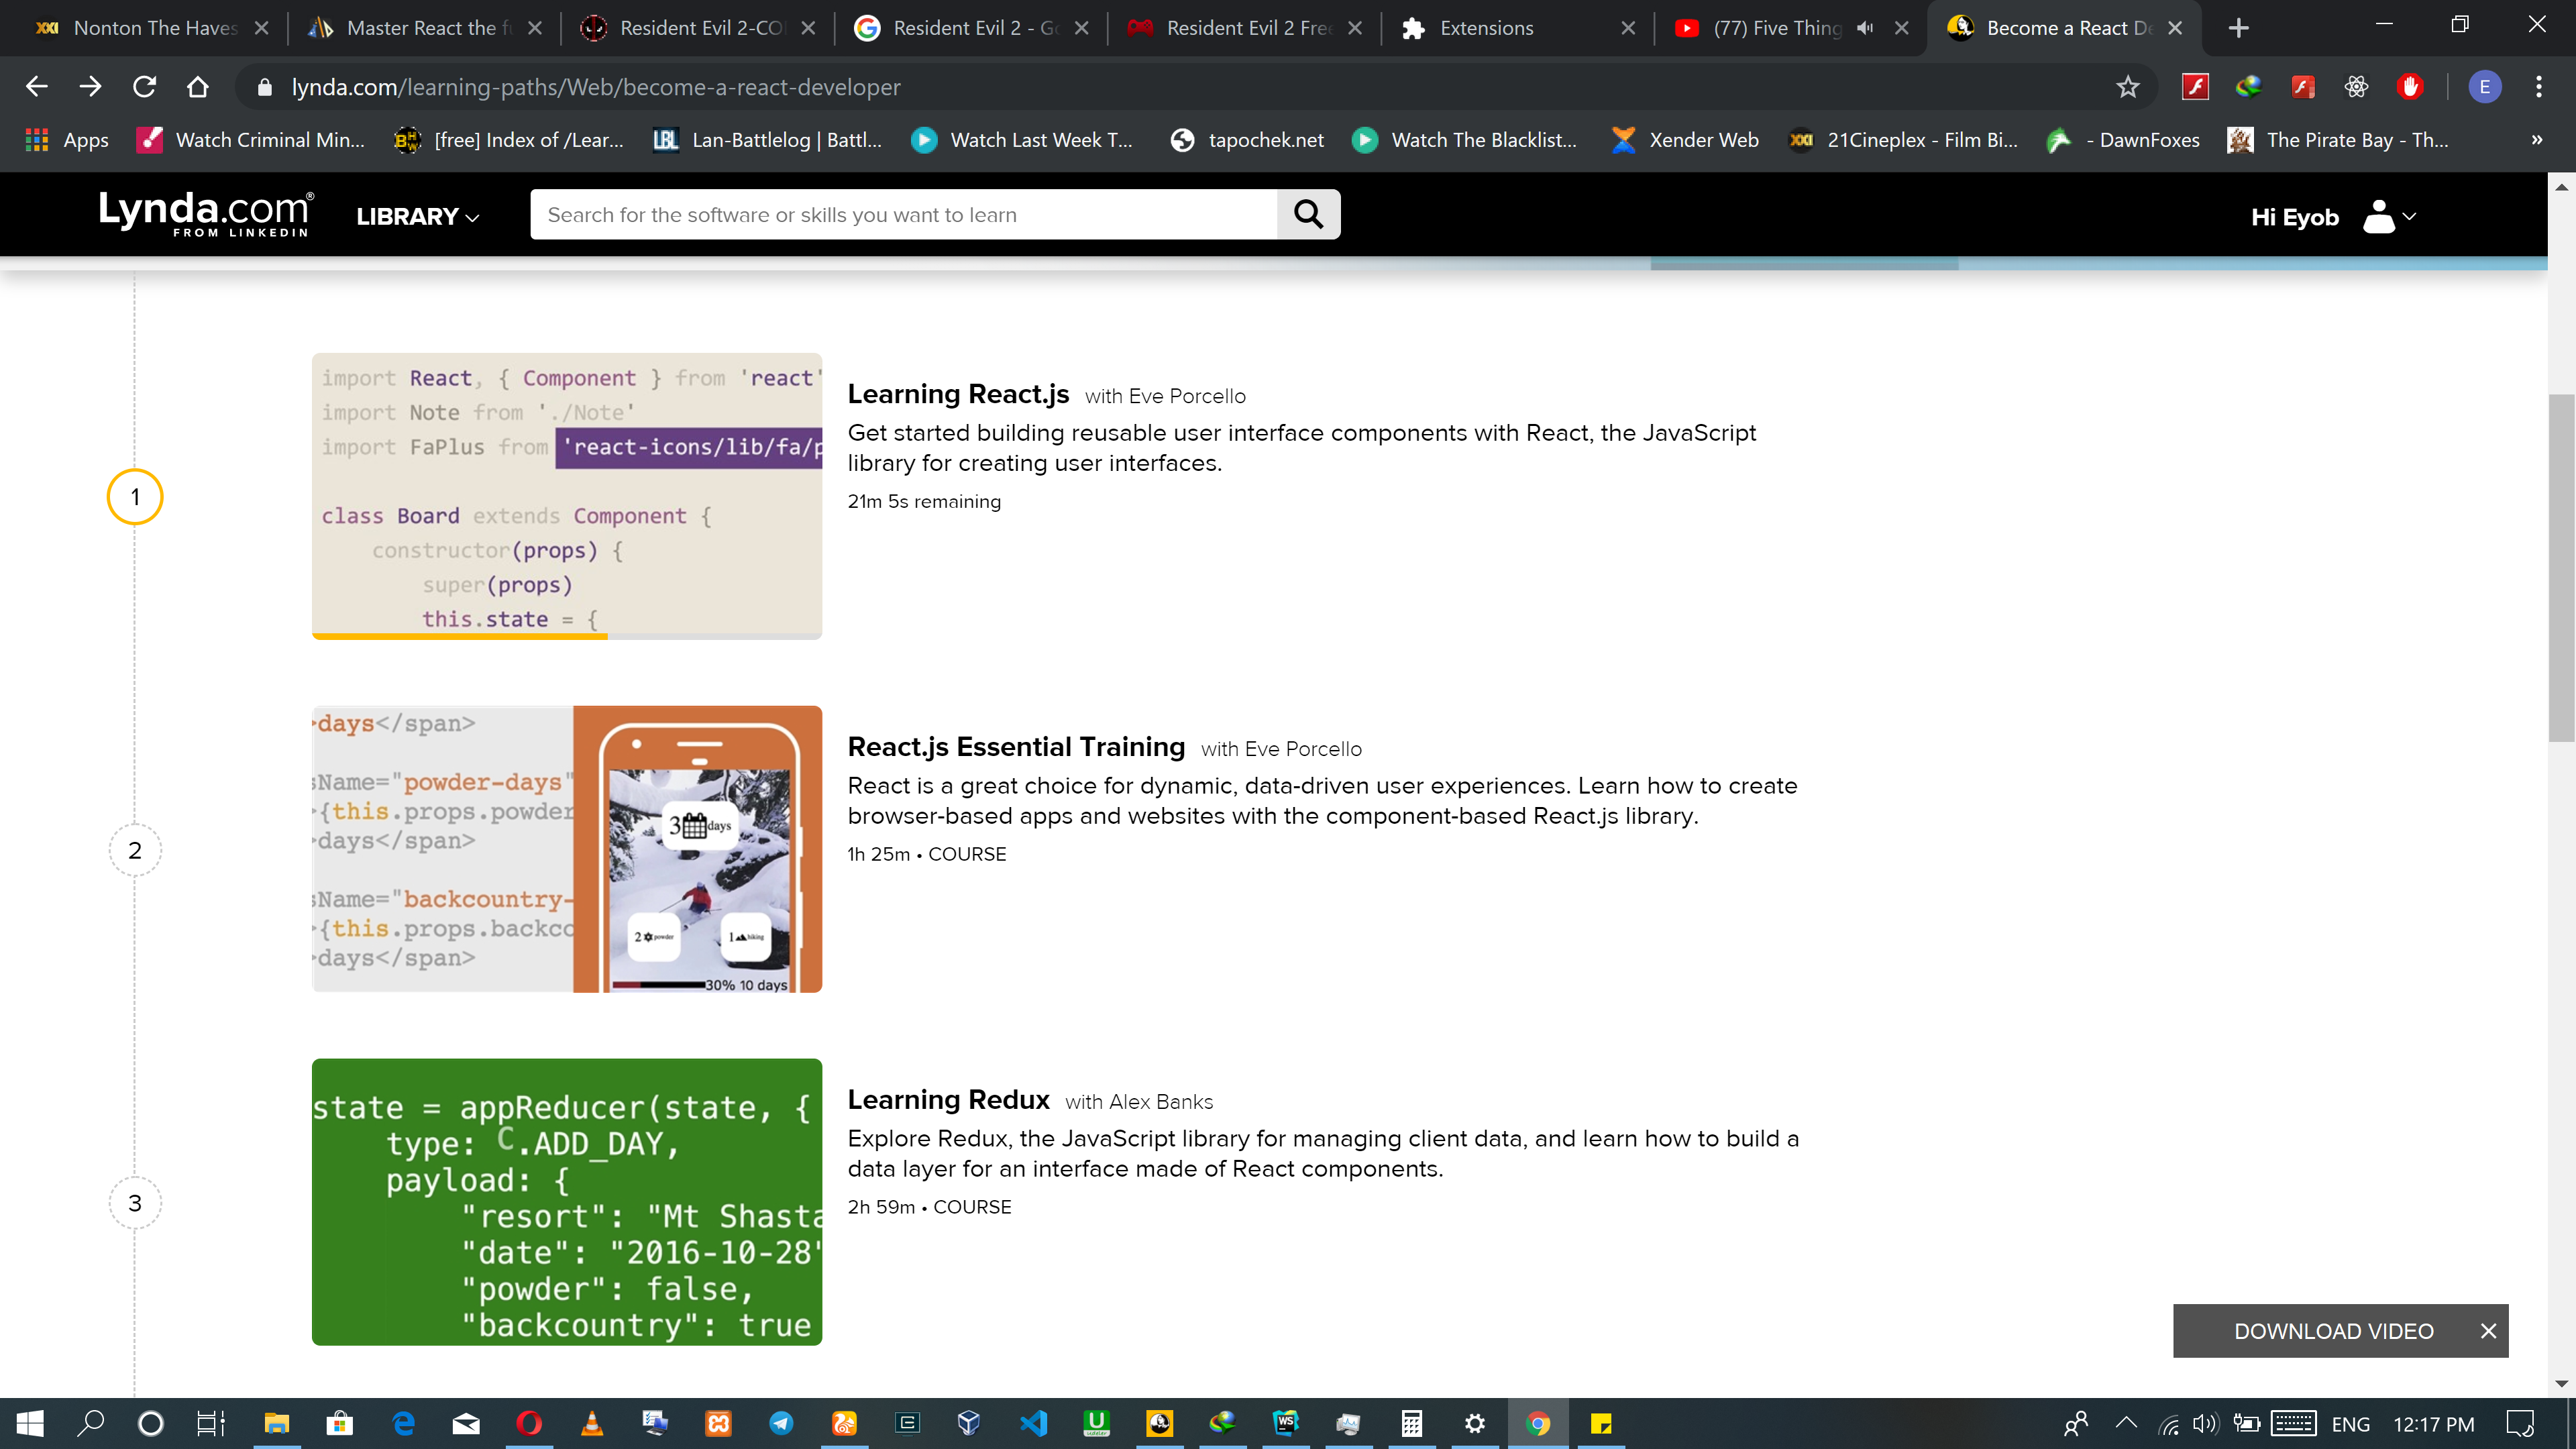 Nonton The Haves
Master React the fu
Resident Evil 2-CO
Resident Evil 2 - Go
Resident Evil 2 Free
Extensions
(77) Five Thing
Become a React De
lynda.com/learning-paths/Web/become-a-react-developer
E
Apps
Watch Criminal Min...
[free] Index of /Lear...
LBL
Lan-Battlelog | Battl...
Watch Last Week T...
tapochek.net
Watch The Blacklist...
Xender Web
21Cineplex - Film Bi...
- DawnFoxes
The Pirate Bay - Th...
»
Lynda.com®
FROM LINKEDIN
LIBRARY
Search for the software or skills you want to learn
Hi Eyob
1
import React, { Component } from 'react'
import Note from './Note'
import FaPlus from 'react-icons/lib/fa/p
class Board extends Component {
constructor(props) {
super(props)
this.state = {
Learning React.js with Eve Porcello
Get started building reusable user interface components with React, the JavaScript
library for creating user interfaces.
21m 5s remaining
2
>days</span>
sName="powder-days"
>{this.props.powder
>days</span>
sName="backcountry-
>{this.props.backco
>days</span>
3 days
2 powder
1 hiking
30% 10 days
React.js Essential Training with Eve Porcello
React is a great choice for dynamic, data-driven user experiences. Learn how to create
browser-based apps and websites with the component-based React.js library.
1h 25m • COURSE
3
state = appReducer(state, {
type: C.ADD_DAY,
payload: {
"resort": "Mt Shasta
"date": "2016-10-28"
"powder": false,
"backcountry": true
Learning Redux with Alex Banks
Explore Redux, the JavaScript library for managing client data, and learn how to build a
data layer for an interface made of React components.
2h 59m • COURSE
DOWNLOAD VIDEO
ENG
12:17 PM